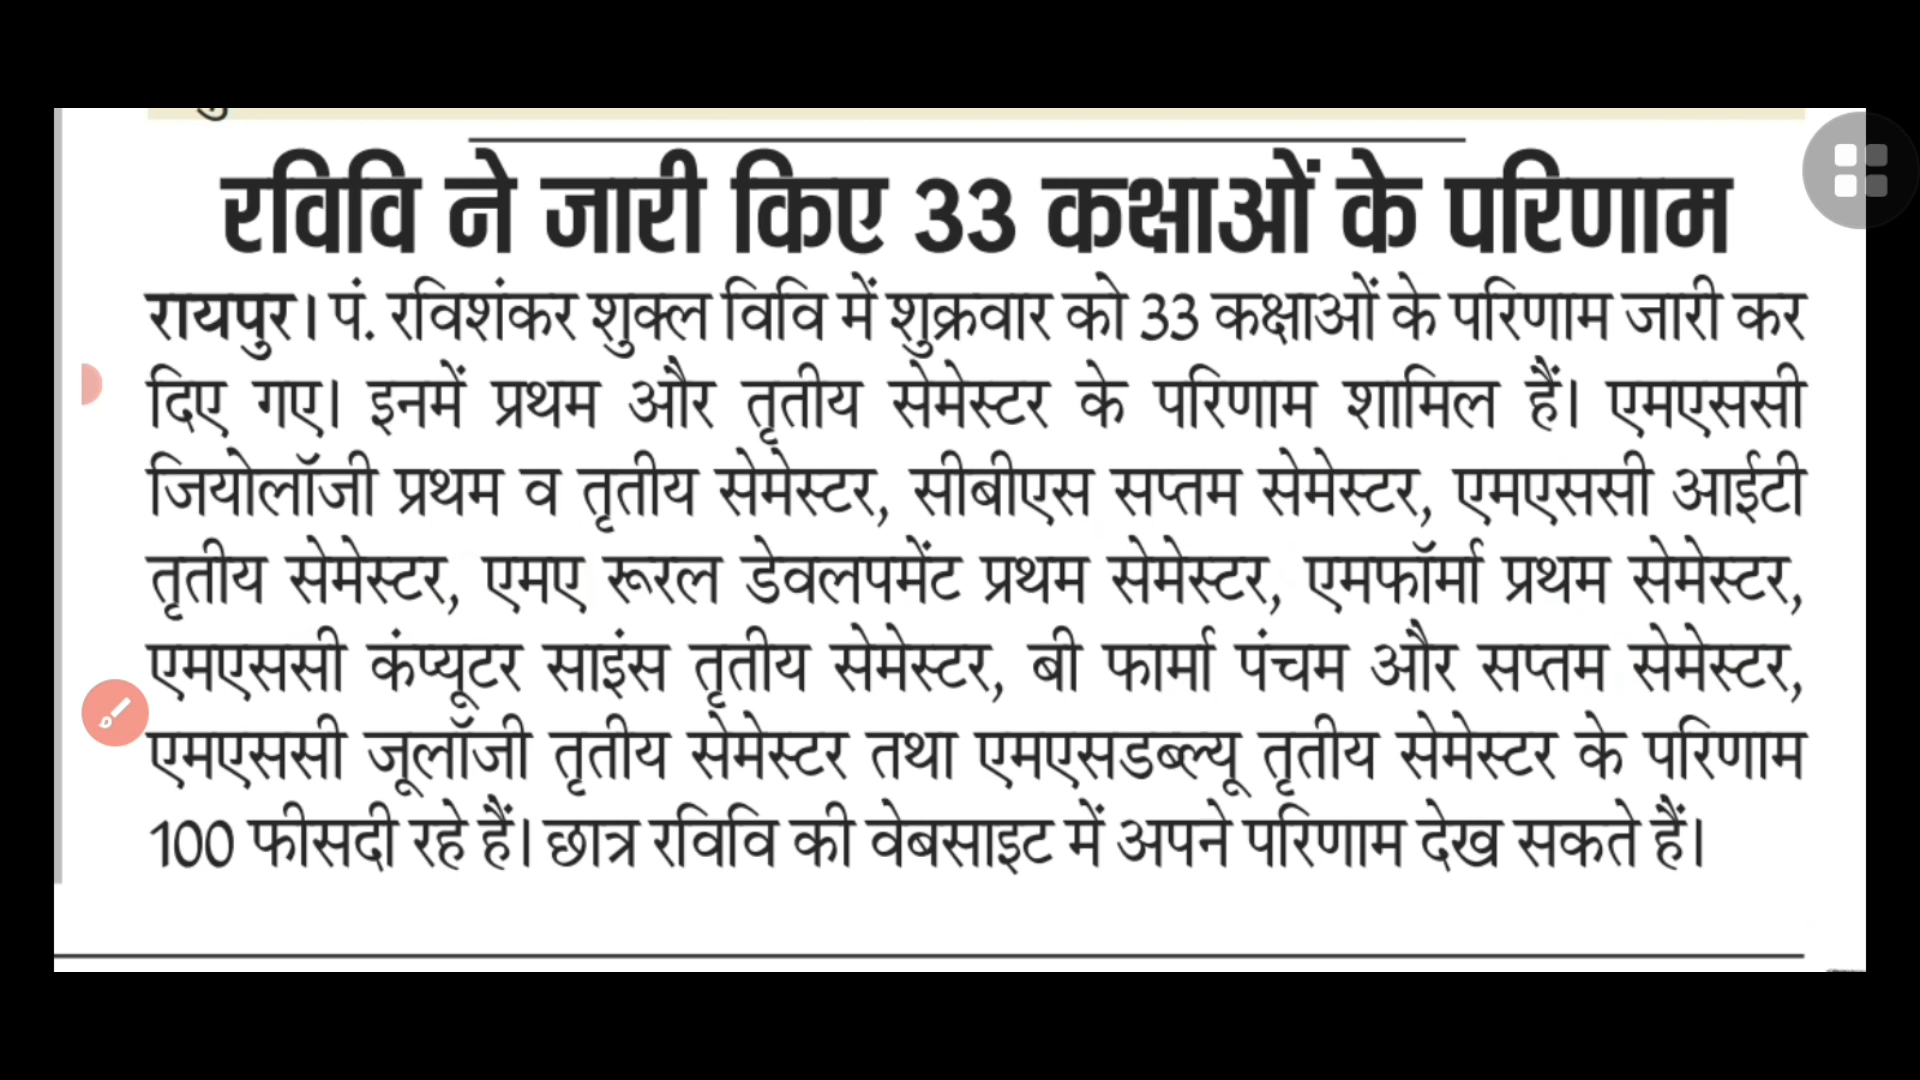 रविवि ने जारी किए 33 कक्षाओं के परिणाम
रायपुर। पं. रविशंकर शुक्ल विवि में शुक्रवार को 33 कक्षाओं के परिणाम जारी कर
दिए गए। इनमें प्रथम और तृतीय सेमेस्टर के परिणाम शामिल हैं। एमएससी
जियोलॉजी प्रथम व तृतीय सेमेस्टर, सीबीएस सप्तम सेमेस्टर, एमएससी आईटी
तृतीय सेमेस्टर, एमए रूरल डेवलपमेंट प्रथम सेमेस्टर, एमफॉर्मा प्रथम सेमेस्टर,
एमएससी कंप्यूटर साइंस तृतीय सेमेस्टर, बी फार्मा पंचम और सप्तम सेमेस्टर,
एमएससी जूलॉजी तृतीय सेमेस्टर तथा एमएसडब्ल्यू तृतीय सेमेस्टर के परिणाम
100 फीसदी रहे हैं। छात्र रविवि की वेबसाइट में अपने परिणाम देख सकते हैं।